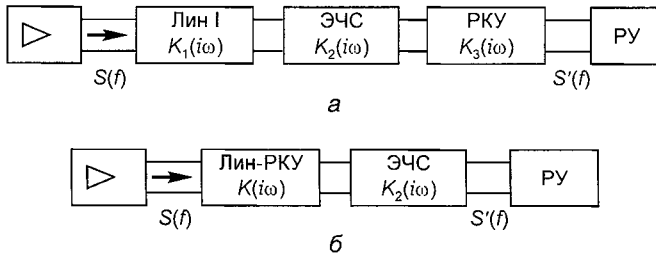 Лин I ЭЧС РКУ
K₁(iω) K₂(iω) K₃(iω) РУ
S(f) S′(f)
а
Лин-РКУ ЭЧС
K(iω) K₂(iω) РУ
S(f) S′(f)
б